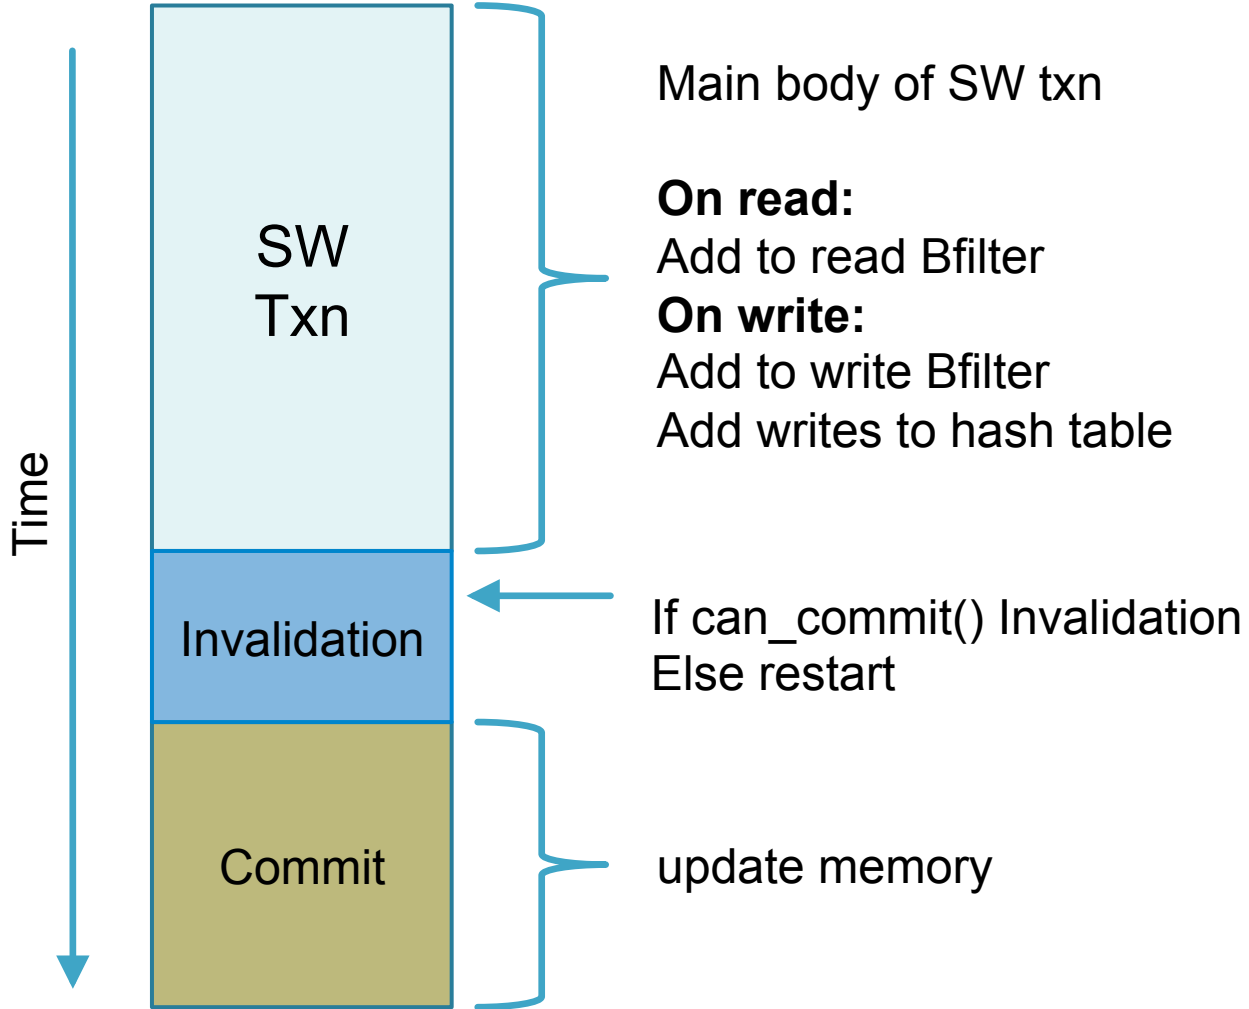 Time
SW
Txn
Invalidation
Commit
Main body of SW txn
On read:
Add to read Bfilter
On write:
Add to write Bfilter
Add writes to hash table
If can_commit() Invalidation
Else restart
update memory